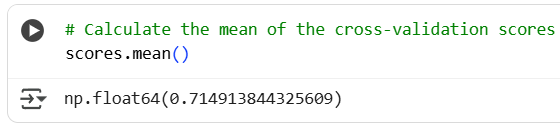 # Calculate the mean of the cross-validation scores
scores.mean()
np.float64(0.714913844325609)